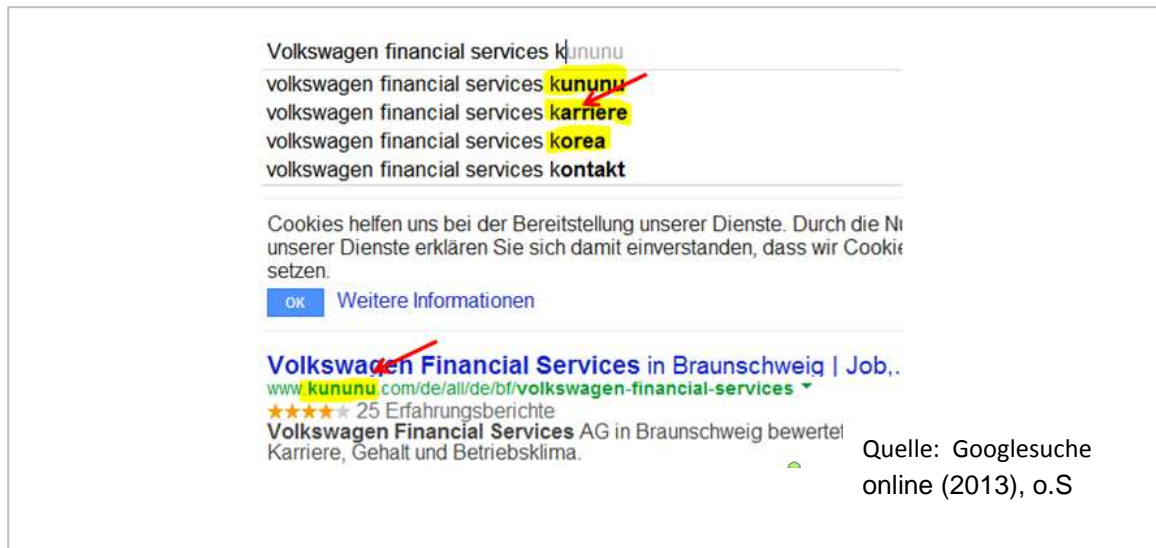 Volkswagen financial services kununu
volkswagen financial services kununu
volkswagen financial services karriere
volkswagen financial services korea
volkswagen financial services kontakt
Cookies helfen uns bei der Bereitstellung unserer Dienste. Durch die Nu
unserer Dienste erklären Sie sich damit einverstanden, dass wir Cookie
setzen.
OK Weitere Informationen
Volkswagen Financial Services in Braunschweig | Job,..
www.kununu.com/de/all/de/bf/volkswagen-financial-services
25 Erfahrungsberichte
Volkswagen Financial Services AG in Braunschweig bewertet
Karriere, Gehalt und Betriebsklima.
Quelle: Googlesuche
online (2013), o.S